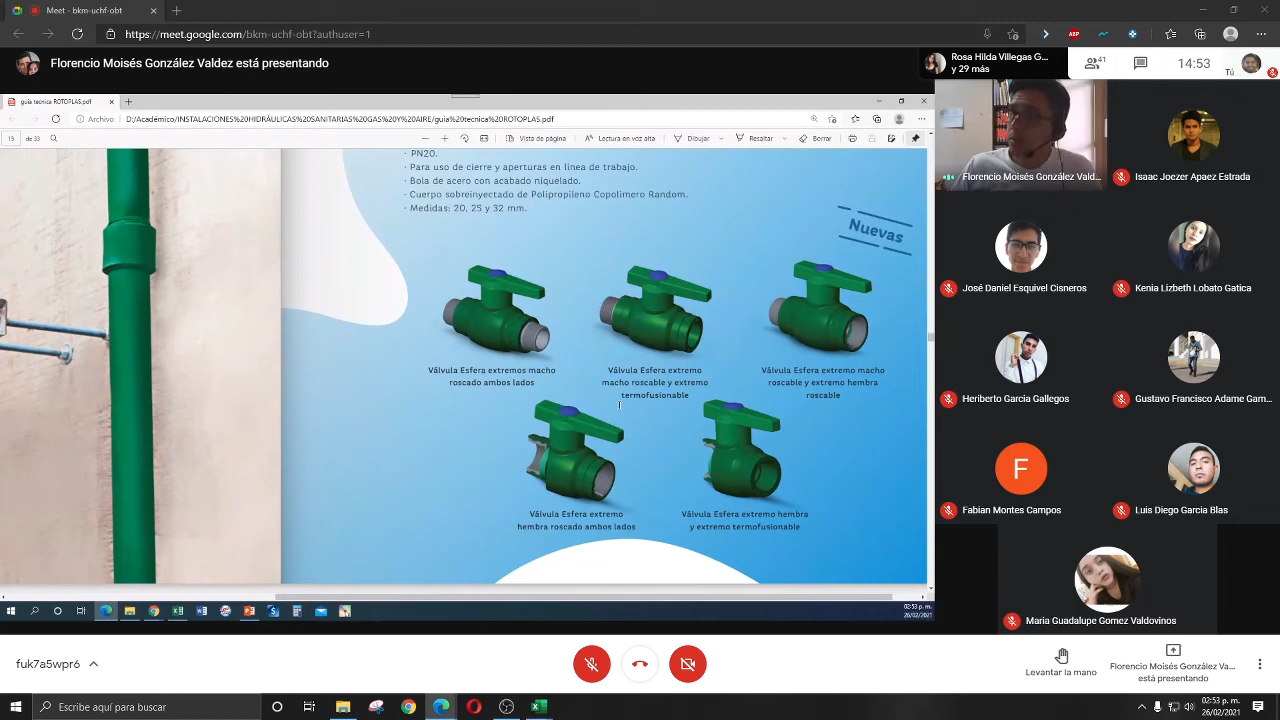 Meet - bkm-uchf-obt
https://meet.google.com/bkm-uchf-obt?authuser=1
Florencio Moisés González Valdez está presentando
Rosa Hilda Villegas G...
y 29 más
41
14:53
Tú
guia tecnica ROTOPLAS.pdf
Archivo
D:/Académico/INSTALACIONES%20HIDRÁULICAS%20SANITARIAS%20GAS%20Y%20AIRE/guia%20tecnica%20ROTOPLAS.pdf
15 de 33
Vista de página
Lectura en voz alta
Dibujar
Resaltar
Borrar
· PN20.
· Para uso de cierre y aperturas en línea de trabajo.
· Bola de acero con acabado niquelado.
· Cuerpo sobreinyectado de Polipropileno Copolimero Random.
· Medidas: 20, 25 y 32 mm.
Nuevas
Válvula Esfera extremos macho
roscado ambos lados
Válvula Esfera extremo
macho roscable y extremo
termofusionable
Válvula Esfera extremo macho
roscable y extremo hembra
roscable
Válvula Esfera extremo
hembra roscado ambos lados
Válvula Esfera extremo hembra
y extremo termofusionable
02:53 p. m.
26/02/2021
Florencio Moisés González Vald...
Isaac Joezer Apaez Estrada
José Daniel Esquivel Cisneros
Kenia Lizbeth Lobato Gatica
Heriberto Garcia Gallegos
Gustavo Francisco Adame Gam...
F
Fabian Montes Campos
Luis Diego Garcia Blas
Maria Guadalupe Gomez Valdovinos
fuk7a5wpr6
Levantar la mano
Florencio Moisés González Va...
está presentando
Escribe aquí para buscar
02:53 p. m.
26/02/2021